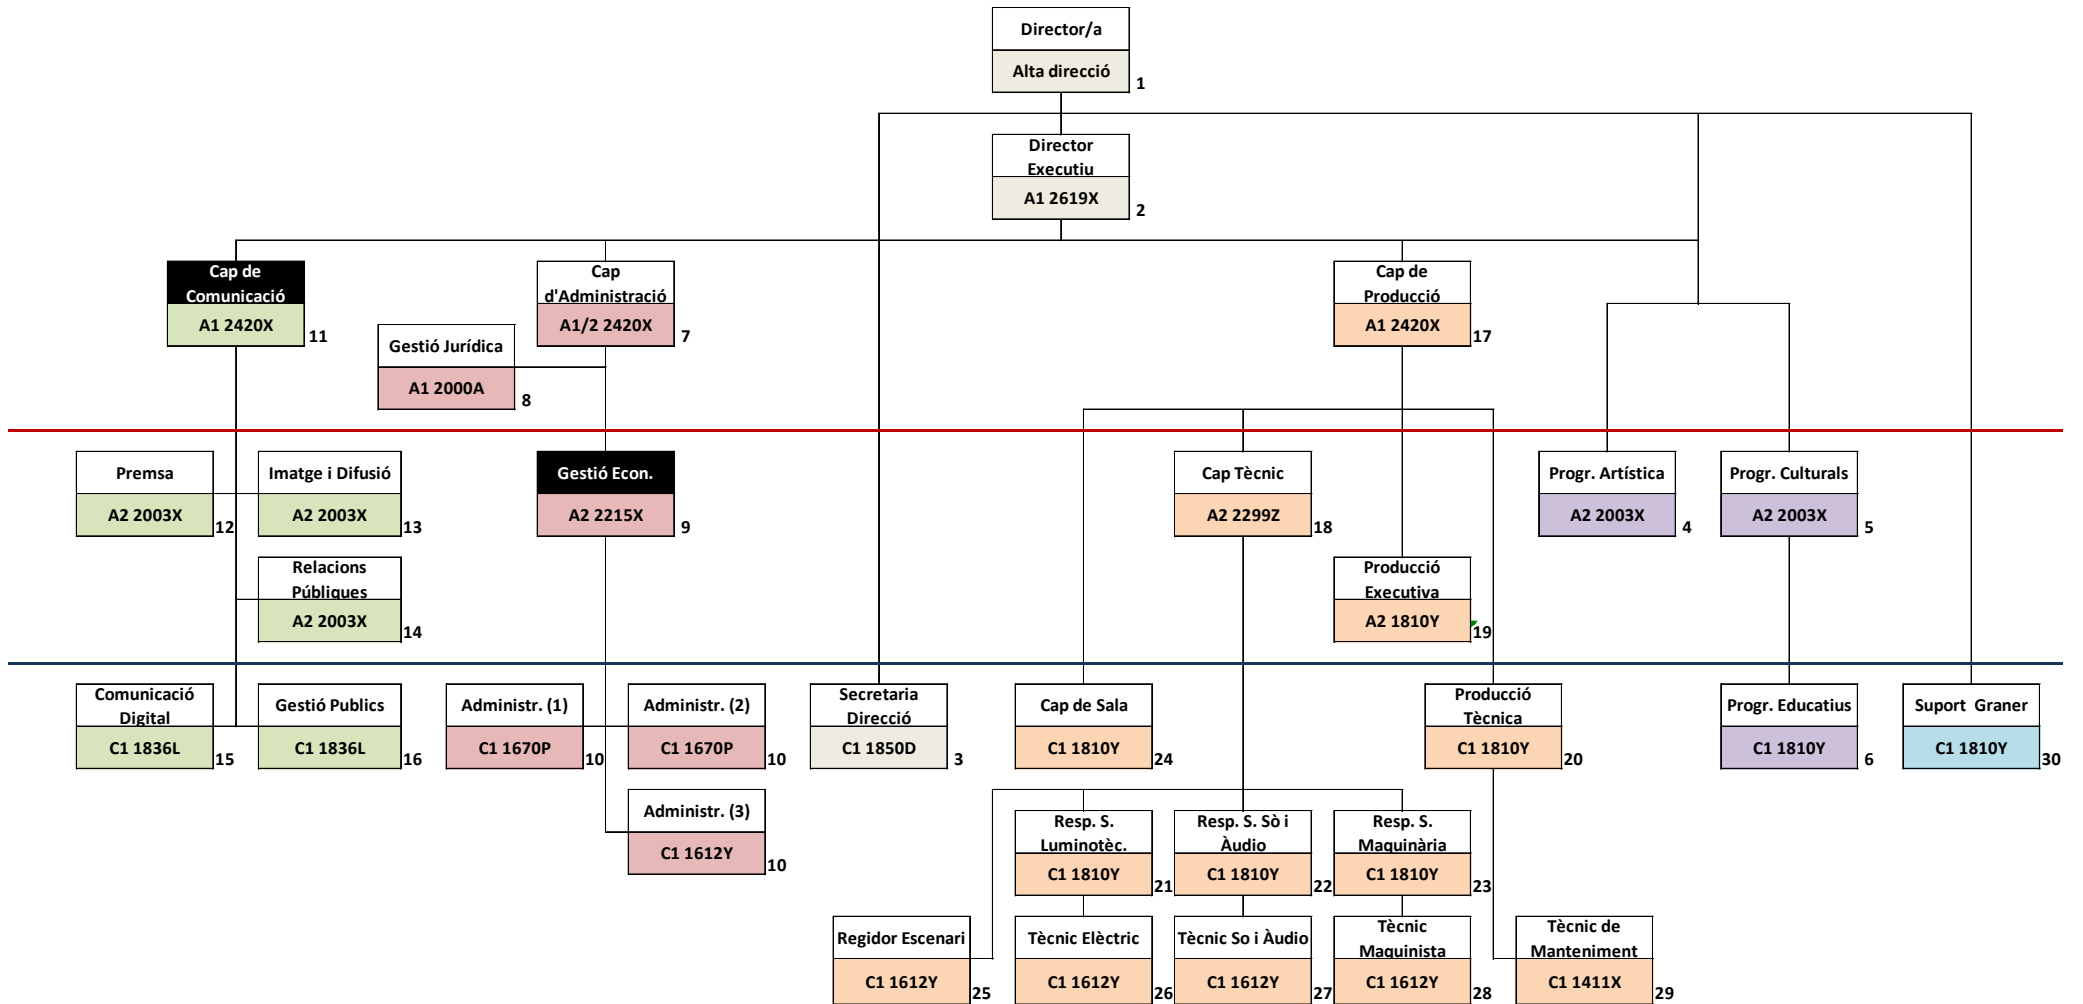 Director/a
Alta direcció
1
Director
Executiu
A1 2619X
2
Cap de
Comunicació
A1 2420X
11
Cap
d'Administració
A1/2 2420X
7
Cap de
Producció
A1 2420X
17
Gestió Jurídica
A1 2000A
8
Premsa
A2 2003X
12
Imatge i Difusió
A2 2003X
13
Gestió Econ.
A2 2215X
9
Cap Tècnic
A2 2299Z
18
Progr. Artística
A2 2003X
4
Progr. Culturals
A2 2003X
5
Relacions
Públiques
A2 2003X
14
Producció
Executiva
A2 1810Y
19
Comunicació
Digital
C1 1836L
15
Gestió Publics
C1 1836L
16
Administr. (1)
C1 1670P
10
Administr. (2)
C1 1670P
10
Secretaria
Direcció
C1 1850D
3
Cap de Sala
C1 1810Y
24
Producció
Tècnica
C1 1810Y
20
Progr. Educatius
C1 1810Y
6
Suport Graner
C1 1810Y
30
Administr. (3)
C1 1612Y
10
Resp. S.
Luminotèc.
C1 1810Y
21
Resp. S. Sò i
Àudio
C1 1810Y
22
Resp. S.
Maquinària
C1 1810Y
23
Regidor Escenari
C1 1612Y
25
Tècnic Elèctric
C1 1612Y
26
Tècnic So i Àudio
C1 1612Y
27
Tècnic
Maquinista
C1 1612Y
28
Tècnic de
Manteniment
C1 1411X
29